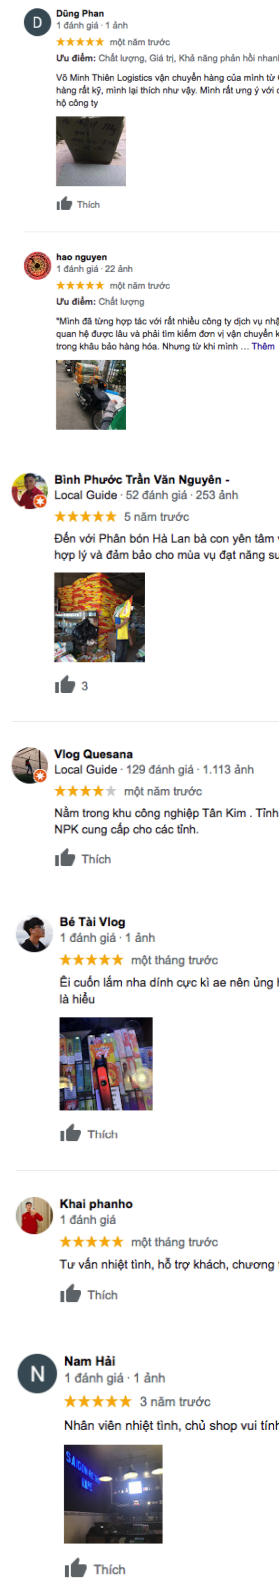 D
Dũng Phan
1 đánh giá · 1 ảnh
một năm trước
Ưu điểm: Chất lượng, Giá trị, Khả năng phản hồi nhanh
Võ Minh Thiên Logistics vận chuyển hàng của mình từ
hàng rất kỹ, mình lại thích như vậy. Mình rất ưng ý với
hộ công ty
Thích
hao nguyen
1 đánh giá · 22 ảnh
một năm trước
Ưu điểm: Chất lượng
"Mình đã từng hợp tác với rất nhiều công ty dịch vụ
quan hệ được lâu và phải tìm kiếm đơn vị vận chuyển
trong khâu bảo hàng hóa. Nhưng từ khi mình … Thêm
Bình Phước Trần Văn Nguyên -
Local Guide · 52 đánh giá · 253 ảnh
5 năm trước
Đến với Phân bón Hà Lan bà con yên tâm
hợp lý và đảm bảo cho mùa vụ đạt năng
3
Vlog Quesana
Local Guide · 129 đánh giá · 1.113 ảnh
một năm trước
Nằm trong khu công nghiệp Tân Kim . Tỉnh
NPK cung cấp cho các tỉnh.
Thích
Bé Tài Vlog
1 đánh giá · 1 ảnh
một tháng trước
Êi cuốn lắm nha dính cực kì ae nên ủng
là hiểu
Thích
Khai phanho
1 đánh giá
một tháng trước
Tư vấn nhiệt tình, hỗ trợ khách, chương
Thích
N
Nam Hải
1 đánh giá · 1 ảnh
3 năm trước
Nhân viên nhiệt tình, chủ shop vui tính
Thích